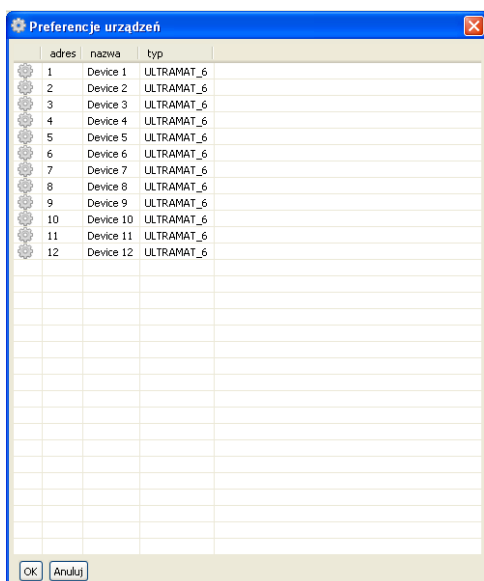 Preferencje urządzeń
adres nazwa typ
1 Device 1 ULTRAMAT_6
2 Device 2 ULTRAMAT_6
3 Device 3 ULTRAMAT_6
4 Device 4 ULTRAMAT_6
5 Device 5 ULTRAMAT_6
6 Device 6 ULTRAMAT_6
7 Device 7 ULTRAMAT_6
8 Device 8 ULTRAMAT_6
9 Device 9 ULTRAMAT_6
10 Device 10 ULTRAMAT_6
11 Device 11 ULTRAMAT_6
12 Device 12 ULTRAMAT_6
OK Anuluj